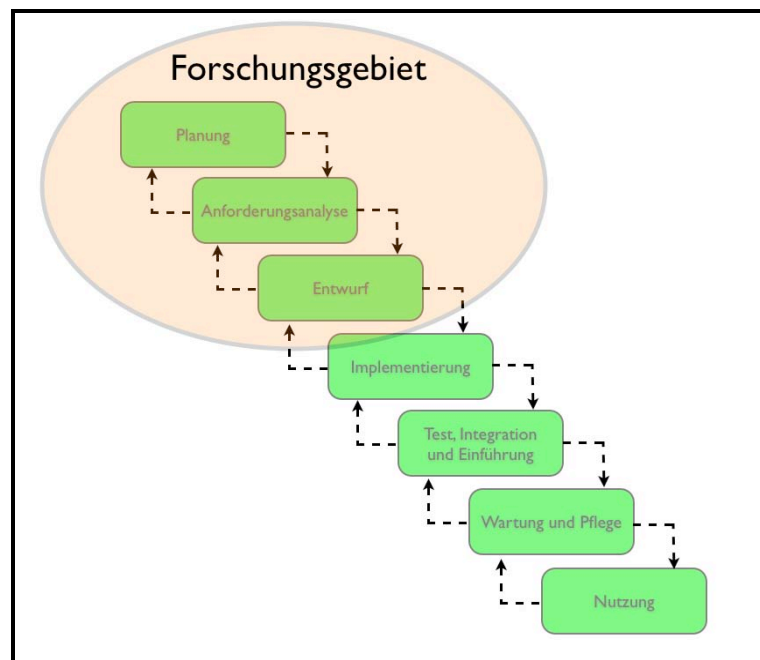 Forschungsgebiet
Planung
Anforderungsanalyse
Entwurf
Implementierung
Test, Integration
und Einführung
Wartung und Pflege
Nutzung